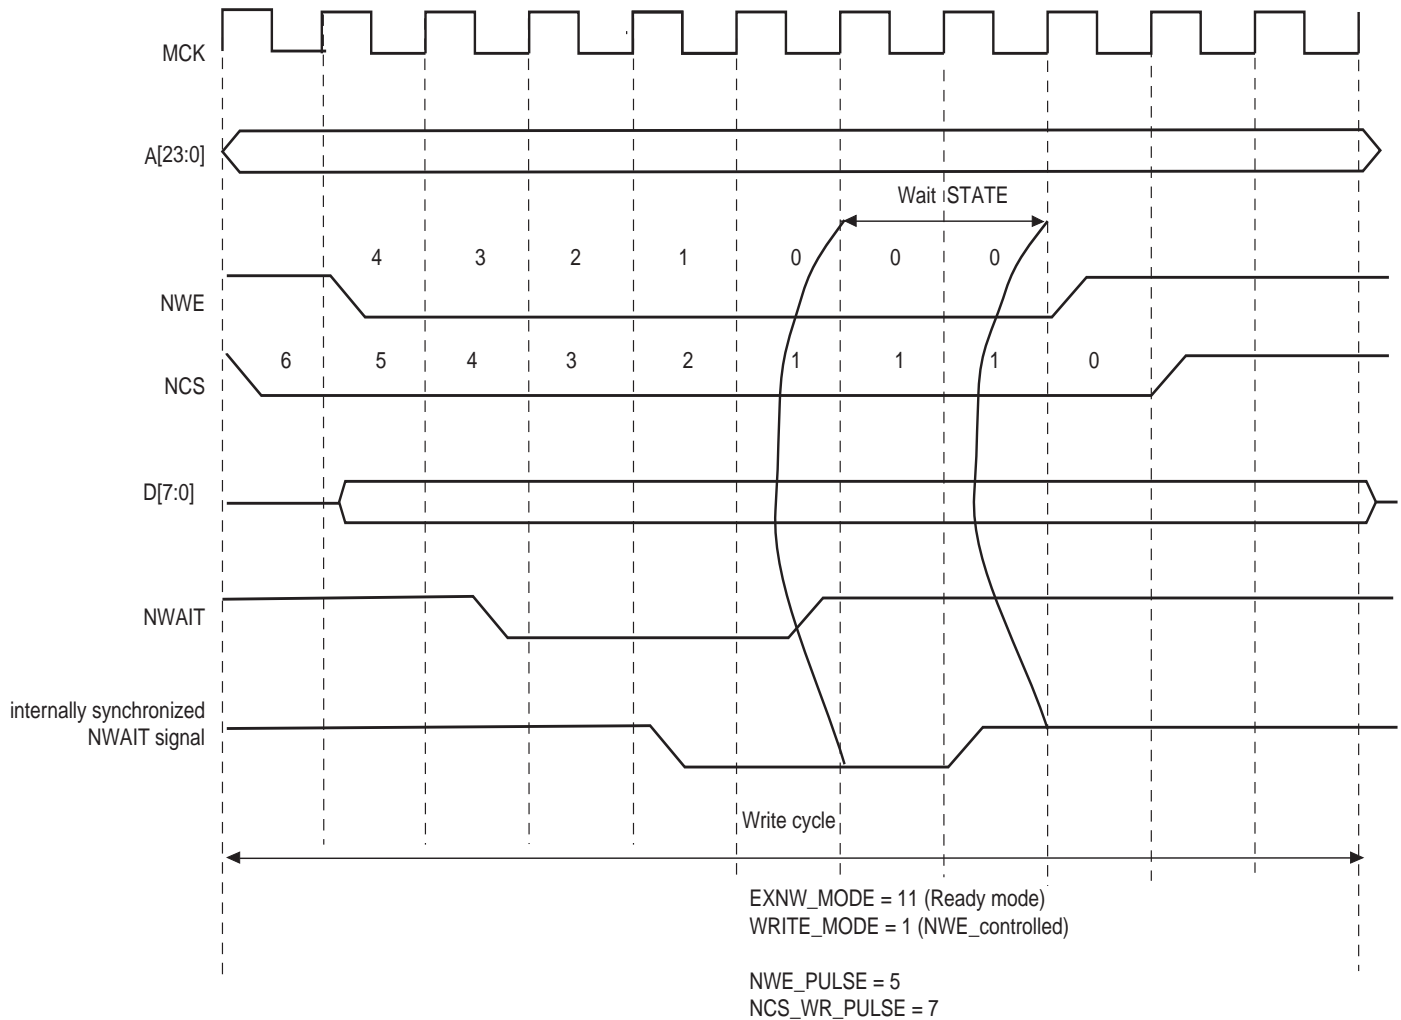 MCK
A[23:0]
Wait STATE
4 3 2 1 0 0 0
NWE
6 5 4 3 2 1 1 1 0
NCS
D[7:0]
NWAIT
internally synchronized
NWAIT signal
Write cycle
EXNW_MODE = 11 (Ready mode)
WRITE_MODE = 1 (NWE_controlled)
NWE_PULSE = 5
NCS_WR_PULSE = 7